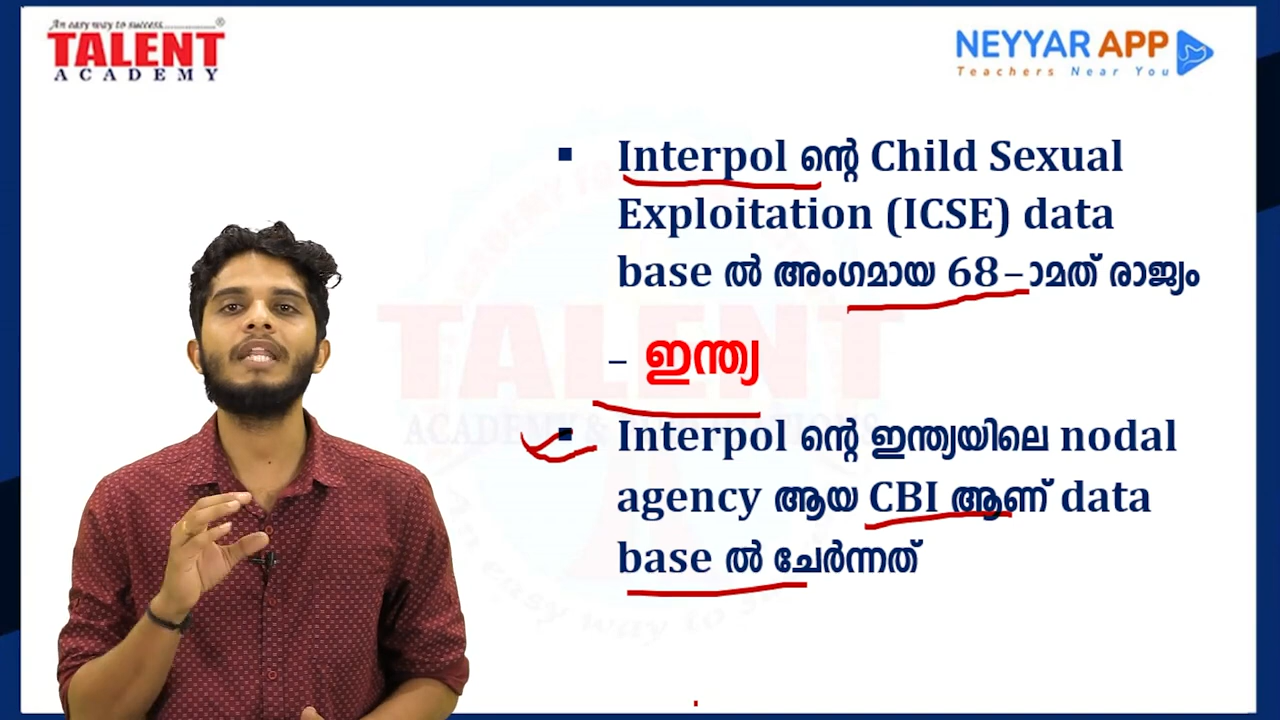 An easy way to success..................®
TALENT
ACADEMY
NEYYAR APP
Teachers Near You
▪ Interpol ന്റെ Child Sexual
Exploitation (ICSE) data
base ൽ അംഗമായ 68-ാമത് രാജ്യം
– ഇന്ത്യ
▪ Interpol ന്റെ ഇന്ത്യയിലെ nodal
agency ആയ CBI ആണ് data
base ൽ ചേർന്നത്
TALENT